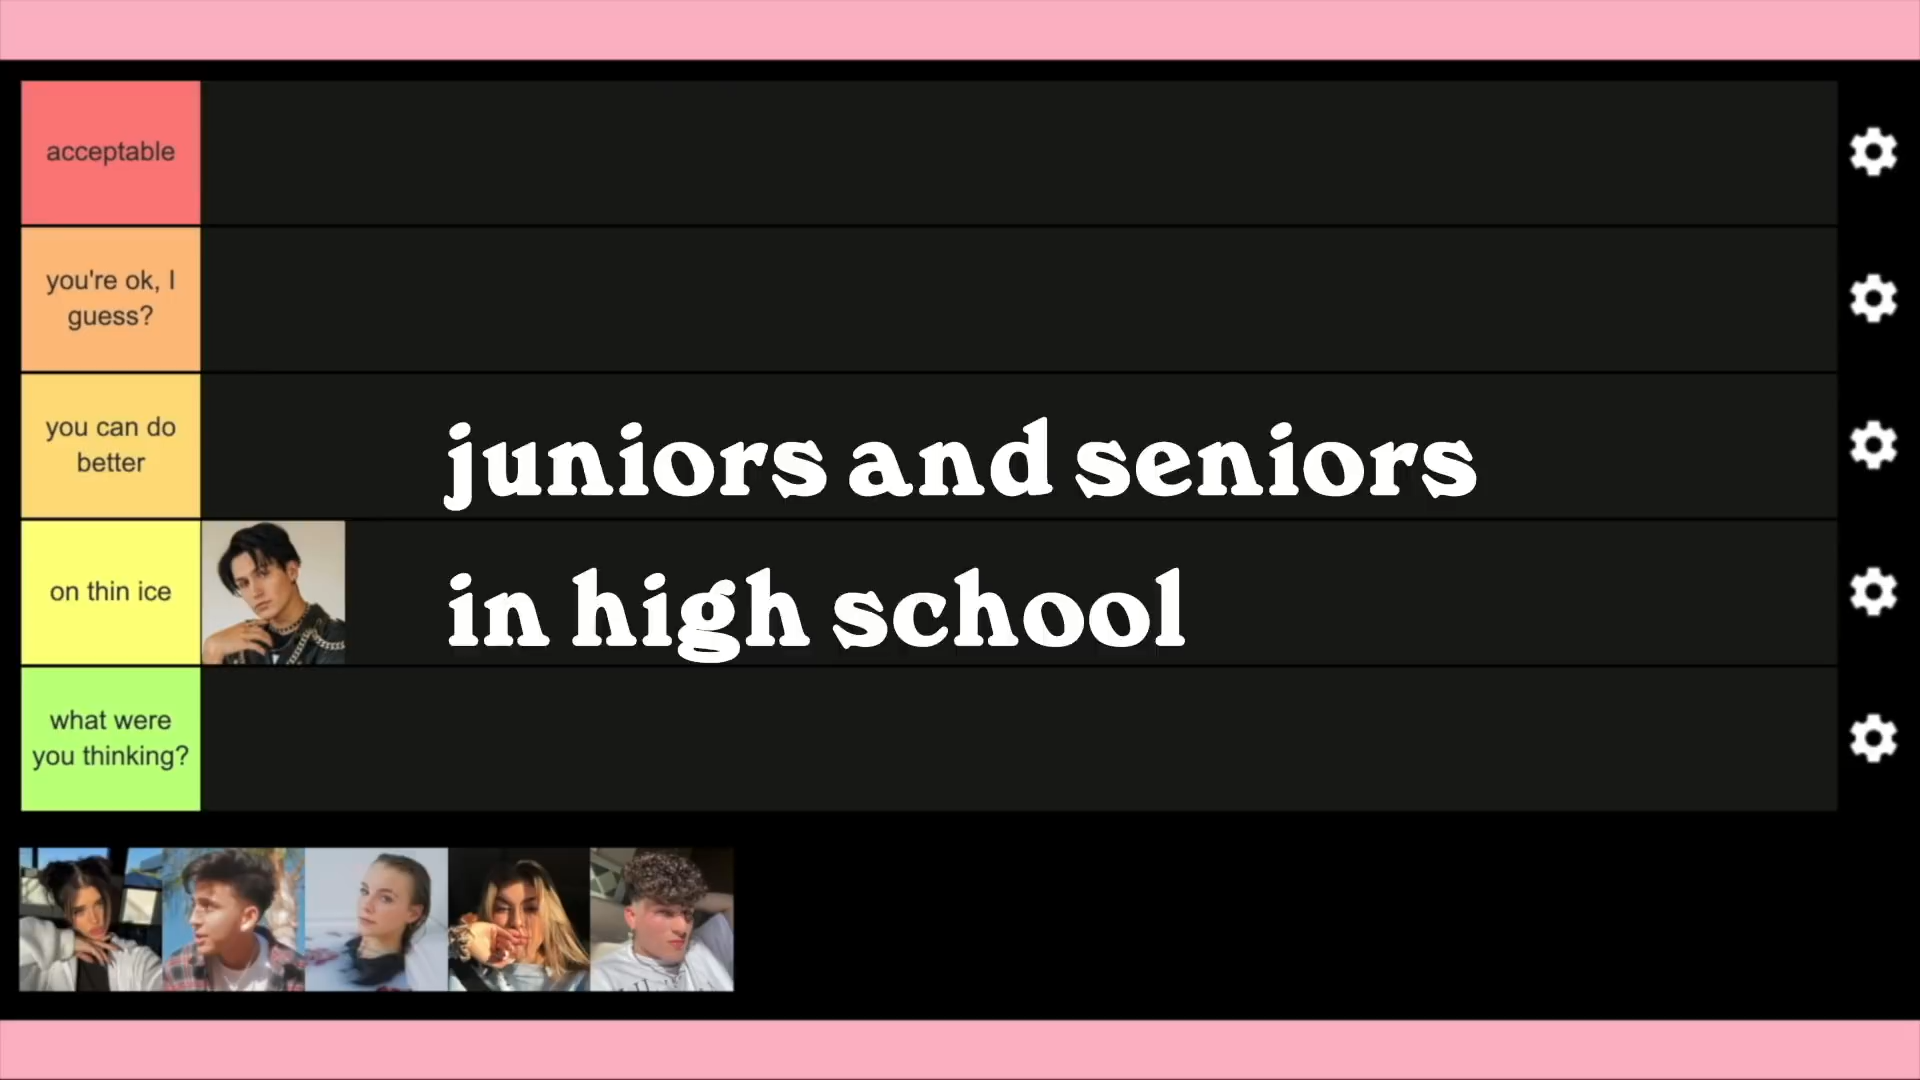 acceptable
you're ok, I
guess?
you can do
better
juniors and seniors
on thin ice
in high school
what were
you thinking?